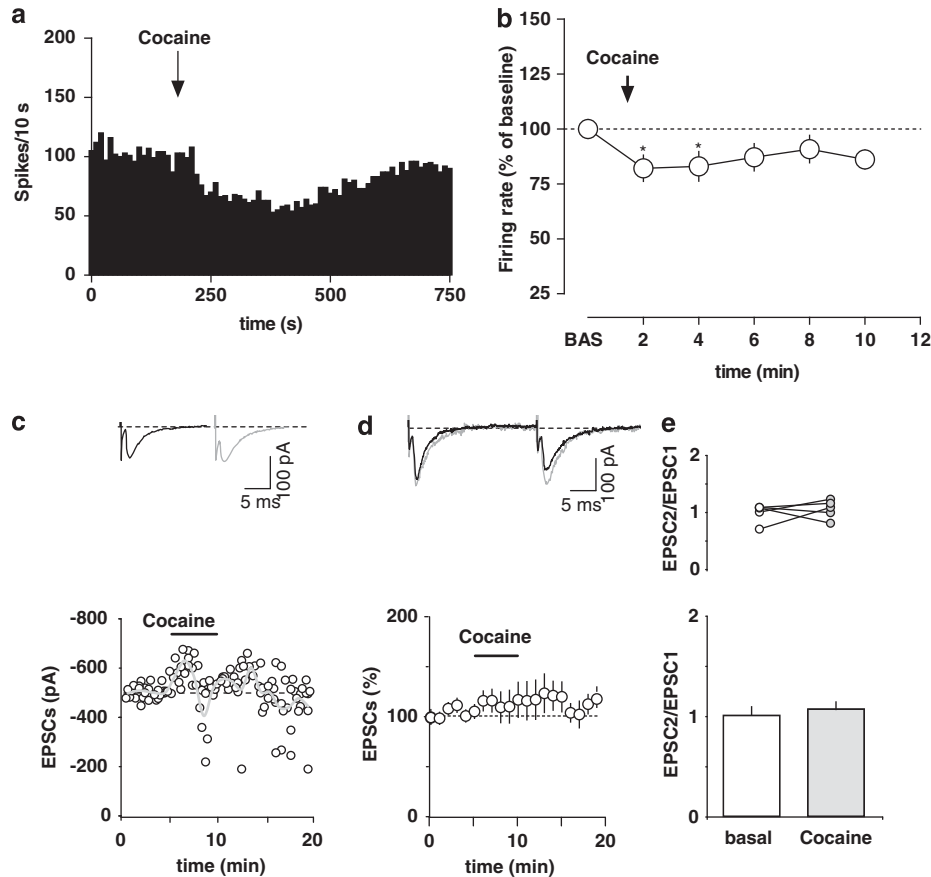 a
200
150
100
50
0
Spikes/10 s
Cocaine
0 250 500 750
time (s)
b
150
125
100
75
50
25
Firing rate (% of baseline)
Cocaine
* *
BAS 2 4 6 8 10 12
time (min)
c
100 pA
5 ms
-800
-600
-400
-200
0
EPSCs (pA)
Cocaine
0 10 20
time (min)
d
100 pA
5 ms
200
100
0
EPSCs (%)
Cocaine
0 10 20
time (min)
e
2
1
0
EPSC2/EPSC1
2
1
0
EPSC2/EPSC1
basal Cocaine